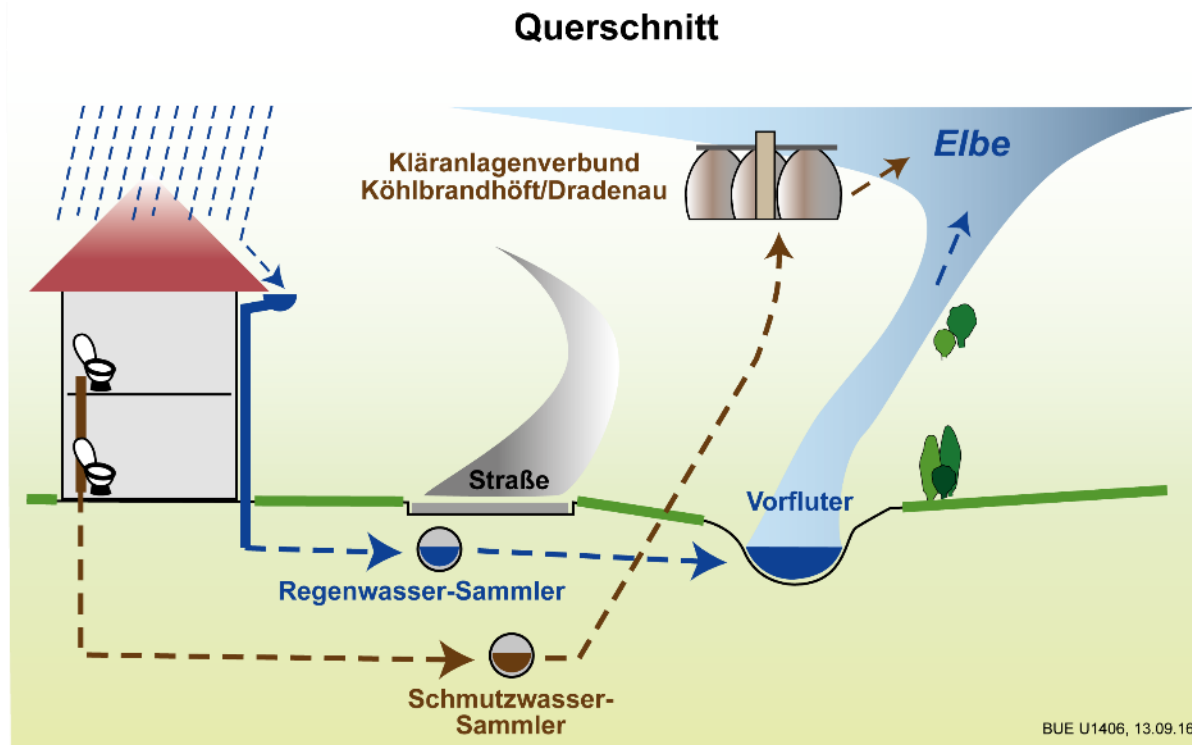 Querschnitt
Kläranlagenverbund
Köhlbrandhöft/Dradenau
Elbe
Straße
Vorfluter
Regenwasser-Sammler
Schmutzwasser-
Sammler
BUE U1406, 13.09.16